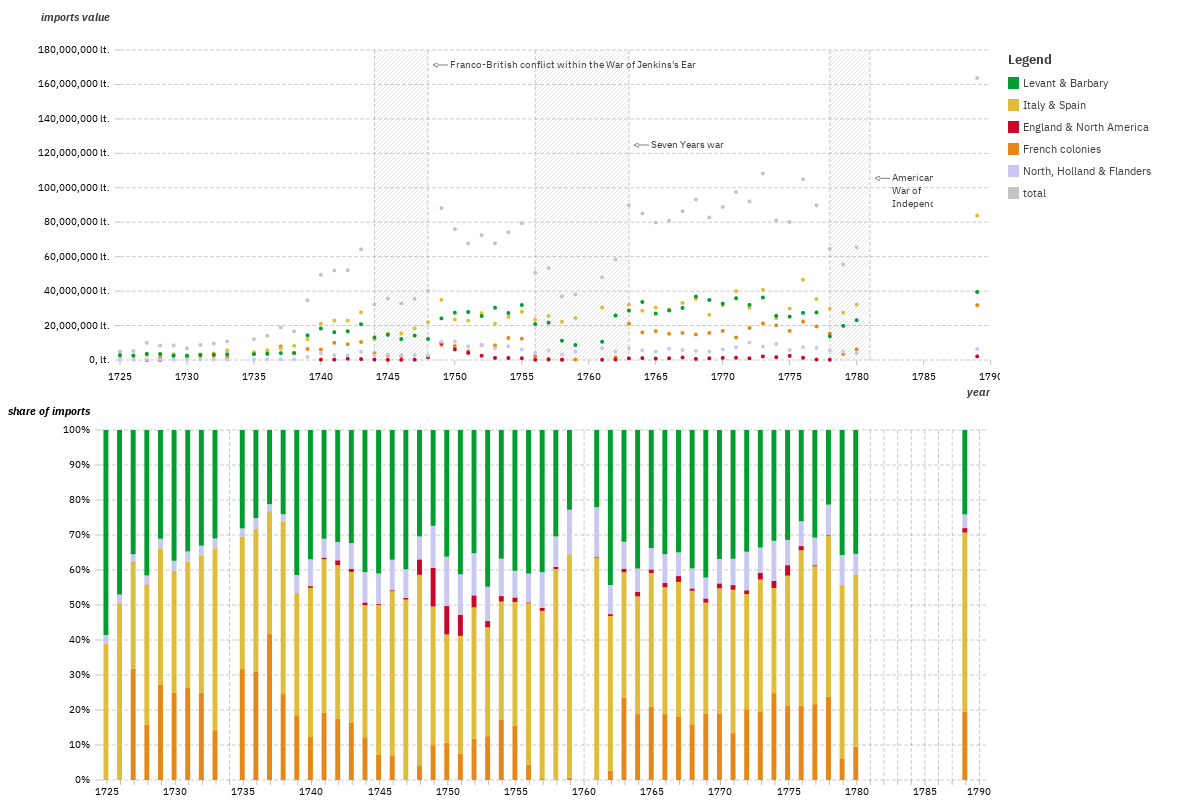 imports value
180,000,000 lt.
160,000,000 lt.
140,000,000 lt.
120,000,000 lt.
100,000,000 lt.
80,000,000 lt.
60,000,000 lt.
40,000,000 lt.
20,000,000 lt.
0, lt.
Franco-British conflict within the War of Jenkins's Ear
Seven Years war
American
War of
Independ
1725 1730 1735 1740 1745 1750 1755 1760 1765 1770 1775 1780 1785 1790
year
Legend
Levant & Barbary
Italy & Spain
England & North America
French colonies
North, Holland & Flanders
total
share of imports
100%
90%
80%
70%
60%
50%
40%
30%
20%
10%
0%
1725 1730 1735 1740 1745 1750 1755 1760 1765 1770 1775 1780 1785 1790